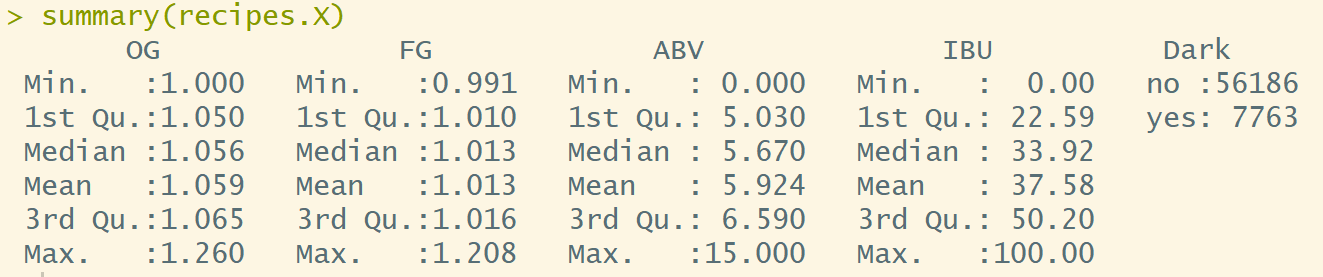 > summary(recipes.X)
OG FG ABV IBU Dark
Min. :1.000 Min. :0.991 Min. : 0.000 Min. : 0.00 no :56186
1st Qu.:1.050 1st Qu.:1.010 1st Qu.: 5.030 1st Qu.: 22.59 yes: 7763
Median :1.056 Median :1.013 Median : 5.670 Median : 33.92
Mean :1.059 Mean :1.013 Mean : 5.924 Mean : 37.58
3rd Qu.:1.065 3rd Qu.:1.016 3rd Qu.: 6.590 3rd Qu.: 50.20
Max. :1.260 Max. :1.208 Max. :15.000 Max. :100.00